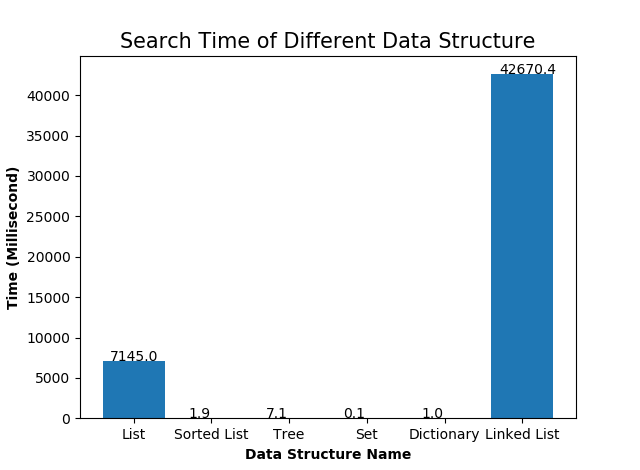 Search Time of Different Data Structure
42670.4
40000
35000
30000
25000
20000
15000
10000
7145.0
5000
1.9 7.1 0.1 1.0
0
List Sorted List Tree Set Dictionary Linked List
Data Structure Name
Time (Millisecond)